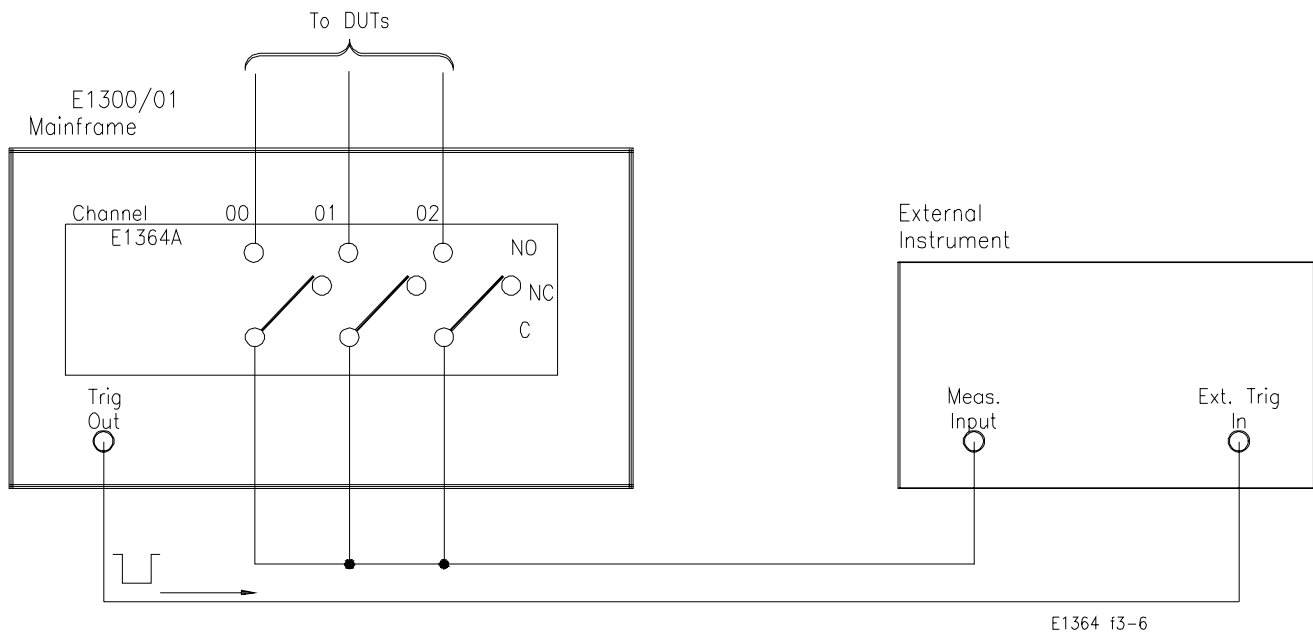 To DUTs
E1300/01
Mainframe
Channel 00 01 02
E1364A
NO
NC
C
Trig
Out
External
Instrument
Meas.
Input
Ext. Trig
In
E1364 f3-6